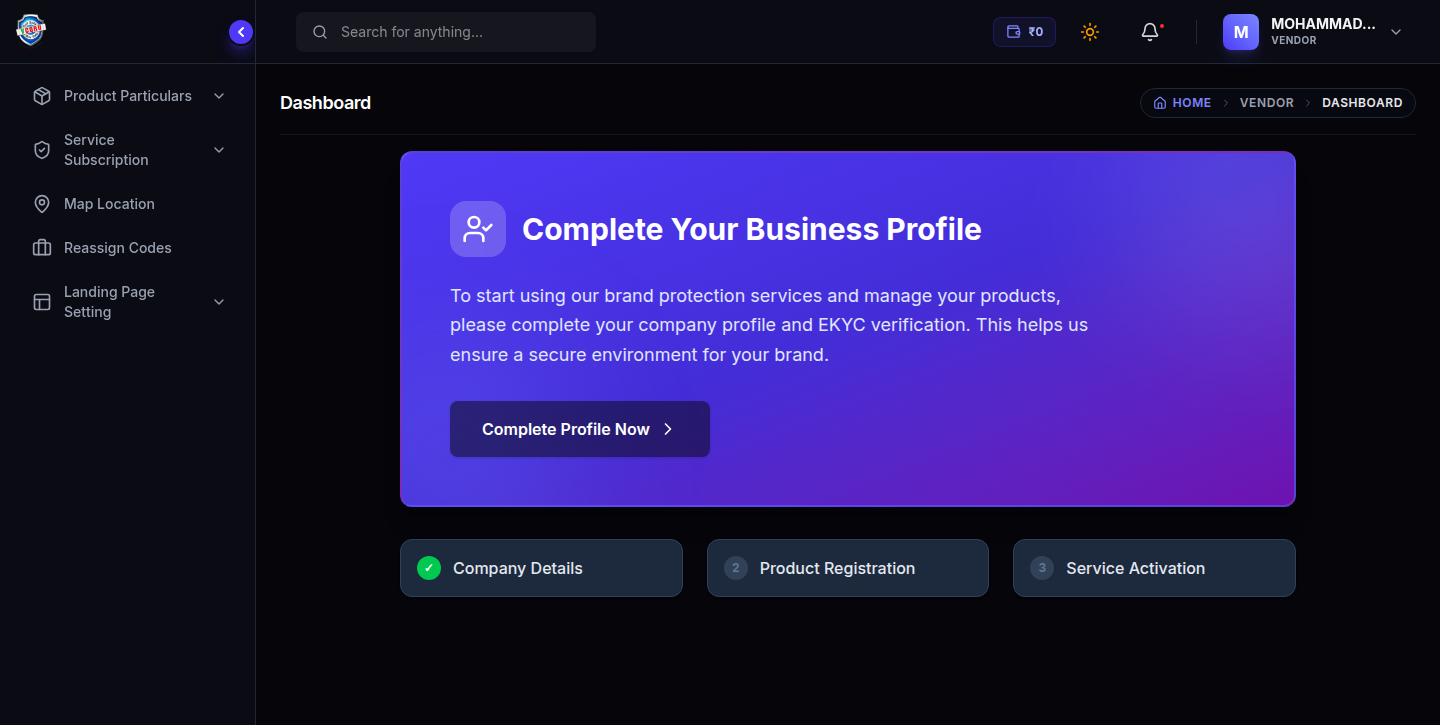 Search for anything...
₹0
M
MOHAMMAD...
VENDOR
Product Particulars
Service
Subscription
Map Location
Reassign Codes
Landing Page
Setting
Dashboard
HOME
VENDOR
DASHBOARD
Complete Your Business Profile
To start using our brand protection services and manage your products,
please complete your company profile and EKYC verification. This helps us
ensure a secure environment for your brand.
Complete Profile Now
✓ Company Details
2 Product Registration
3 Service Activation